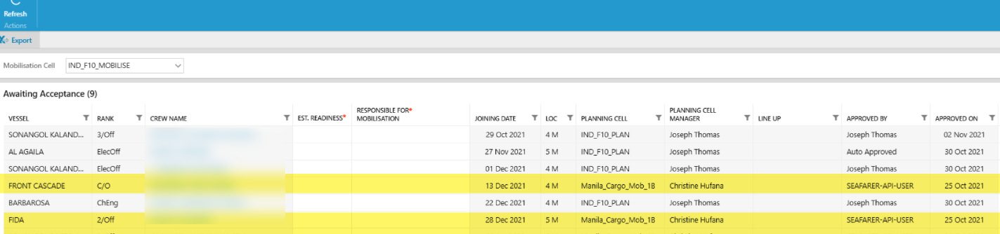 Refresh
Actions
Export
Mobilisation Cell IND_F10_MOBILISE
Awaiting Acceptance (9)
VESSEL RANK CREW NAME EST. READINESS* RESPONSIBLE FOR* MOBILISATION JOINING DATE LOC PLANNING CELL PLANNING CELL MANAGER LINE UP APPROVED BY APPROVED ON
SONANGOL KALAND... 3/Off 29 Oct 2021 4 M IND_F10_PLAN Joseph Thomas Joseph Thomas 02 Nov 2021
AL AGAILA ElecOff 27 Nov 2021 5 M IND_F10_PLAN Joseph Thomas Auto Approved 30 Oct 2021
SONANGOL KALAND... ElecOff 01 Dec 2021 4 M IND_F10_PLAN Joseph Thomas Joseph Thomas 30 Oct 2021
FRONT CASCADE C/O 13 Dec 2021 4 M Manila_Cargo_Mob_1B Christine Hufana SEAFARER-API-USER 25 Oct 2021
BARBAROSA ChEng 22 Dec 2021 4 M IND_F10_PLAN Joseph Thomas Joseph Thomas 30 Oct 2021
FIDA 2/Off 28 Dec 2021 5 M Manila_Cargo_Mob_1B Christine Hufana SEAFARER-API-USER 25 Oct 2021